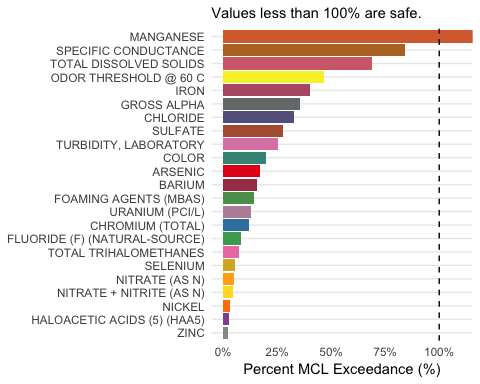 Values less than 100% are safe.
MANGANESE
SPECIFIC CONDUCTANCE
TOTAL DISSOLVED SOLIDS
ODOR THRESHOLD @ 60 C
IRON
GROSS ALPHA
CHLORIDE
SULFATE
TURBIDITY, LABORATORY
COLOR
ARSENIC
BARIUM
FOAMING AGENTS (MBAS)
URANIUM (PCI/L)
CHROMIUM (TOTAL)
FLUORIDE (F) (NATURAL-SOURCE)
TOTAL TRIHALOMETHANES
SELENIUM
NITRATE (AS N)
NITRATE + NITRITE (AS N)
NICKEL
HALOACETIC ACIDS (5) (HAA5)
ZINC
0% 25% 50% 75% 100%
Percent MCL Exceedance (%)